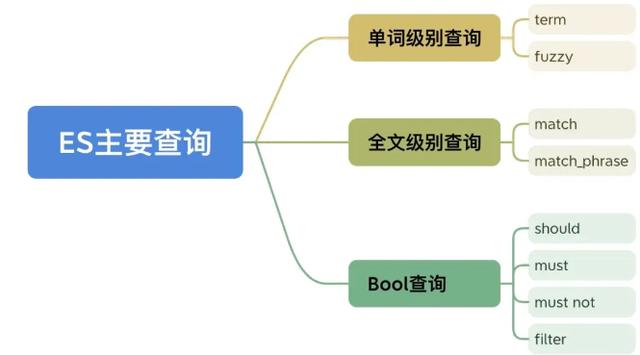 ES主要查询
单词级别查询
term
fuzzy
全文级别查询
match
match_phrase
Bool查询
should
must
must not
filter